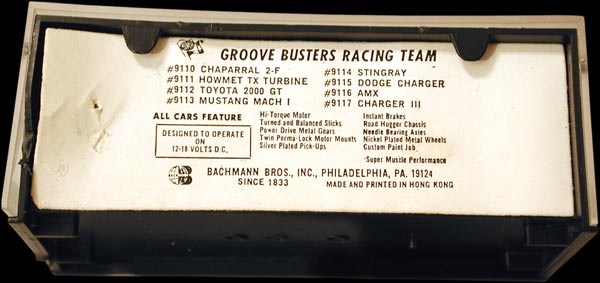 GROOVE BUSTERS RACING TEAM
#9110 CHAPARRAL 2-F
#9111 HOWMET TX TURBINE
#9112 TOYOTA 2000 GT
#9113 MUSTANG MACH I
#9114 STINGRAY
#9115 DODGE CHARGER
#9116 AMX
#9117 CHARGER III
ALL CARS FEATURE
DESIGNED TO OPERATE
ON
12-18 VOLTS D.C.
Hi-Torque Motor
Turned and Balanced Slicks
Power Drive Metal Gears
Twin Perma-Lock Motor Mounts
Silver Plated Pick-Ups
Instant Brakes
Road Hugger Chassis
Needle Bearing Axles
Nickel Plated Metal Wheels
Custom Paint Job
Super Muscle Performance
BACHMANN BROS., INC., PHILADELPHIA, PA. 19124
SINCE 1833
MADE AND PRINTED IN HONG KONG